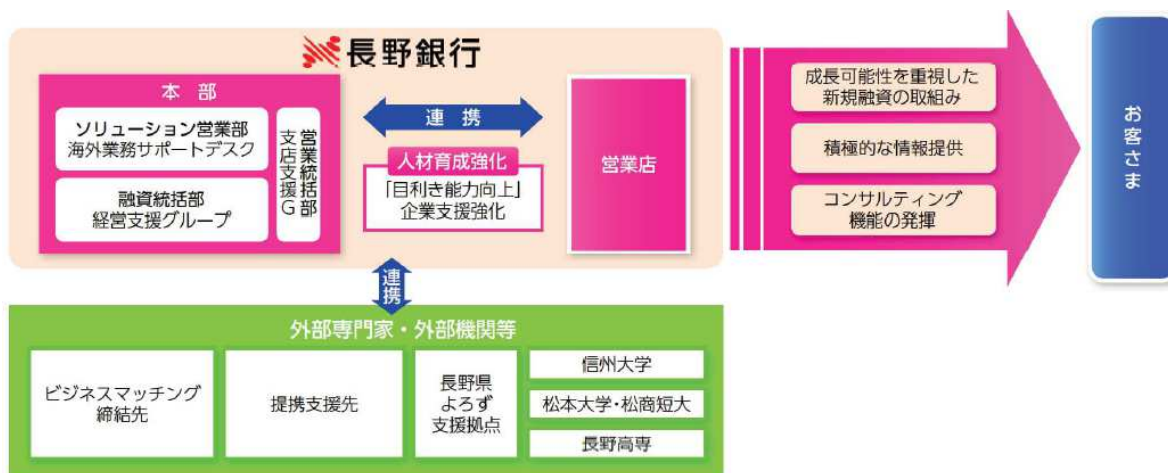 長野銀行
本部
ソリューション営業部
海外業務サポートデスク
融資統括部
経営支援グループ
営業統括部
支店支援G
連携
人材育成強化
「目利き能力向上」
企業支援強化
営業店
成長可能性を重視した
新規融資の取組み
積極的な情報提供
コンサルティング
機能の発揮
お客さま
連携
外部専門家・外部機関等
ビジネスマッチング
締結先
提携支援先
長野県
よろず
支援拠点
信州大学
松本大学・松商短大
長野高専